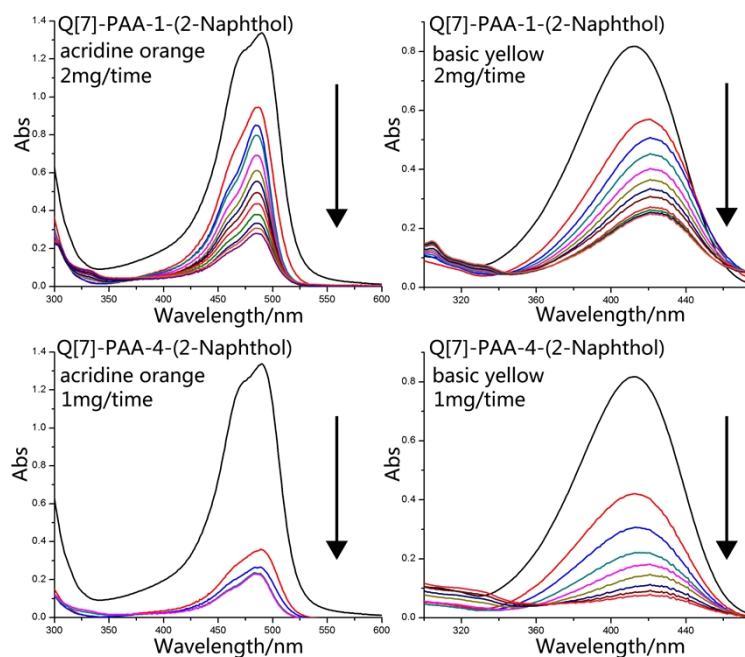 Q[7]-PAA-1-(2-Naphthol)
acridine orange
2mg/time
Abs
1.4
1.2
1.0
0.8
0.6
0.4
0.2
0.0
300
350
400
450
500
550
600
Wavelength/nm
Q[7]-PAA-1-(2-Naphthol)
basic yellow
2mg/time
Abs
0.8
0.6
0.4
0.2
0.0
320
360
400
440
Wavelength/nm
Q[7]-PAA-4-(2-Naphthol)
acridine orange
1mg/time
Abs
1.4
1.2
1.0
0.8
0.6
0.4
0.2
0.0
300
350
400
450
500
550
600
Wavelength/nm
Q[7]-PAA-4-(2-Naphthol)
basic yellow
1mg/time
Abs
0.8
0.6
0.4
0.2
0.0
320
360
400
440
Wavelength/nm